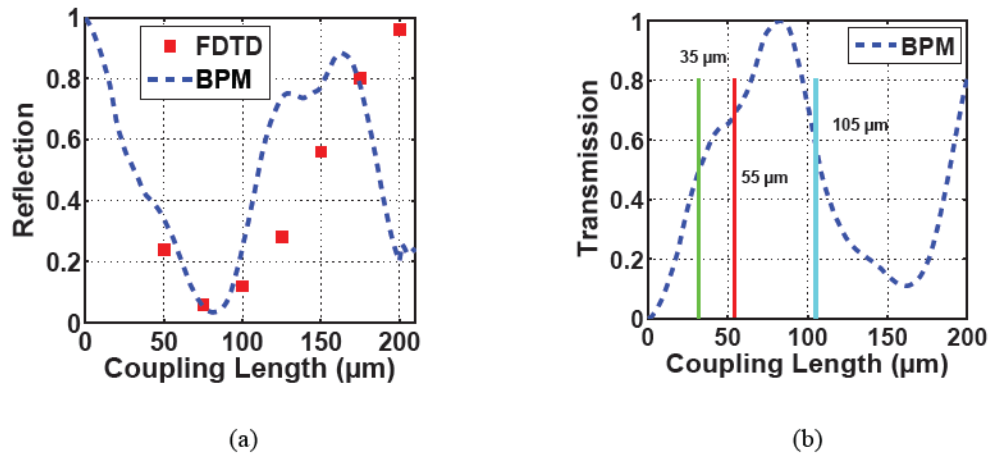 1
0.8
0.6
0.4
0.2
0
Reflection
FDTD
BPM
0 50 100 150 200
Coupling Length (µm)
(a)
1
0.8
0.6
0.4
0.2
0
Transmission
BPM
35 µm
105 µm
55 µm
0 50 100 150 200
Coupling Length (µm)
(b)